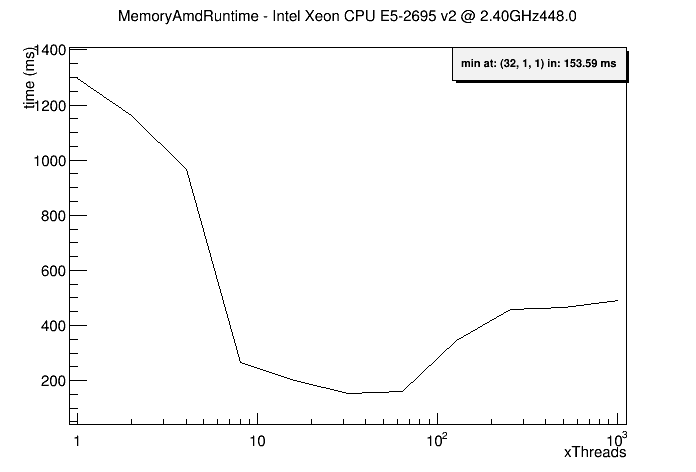 MemoryAmdRuntime - Intel Xeon CPU E5-2695 v2 @ 2.40GHz448.0
min at: (32, 1, 1) in: 153.59 ms
time (ms)
1400
1200
1000
800
600
400
200
1
10
10²
10³
xThreads